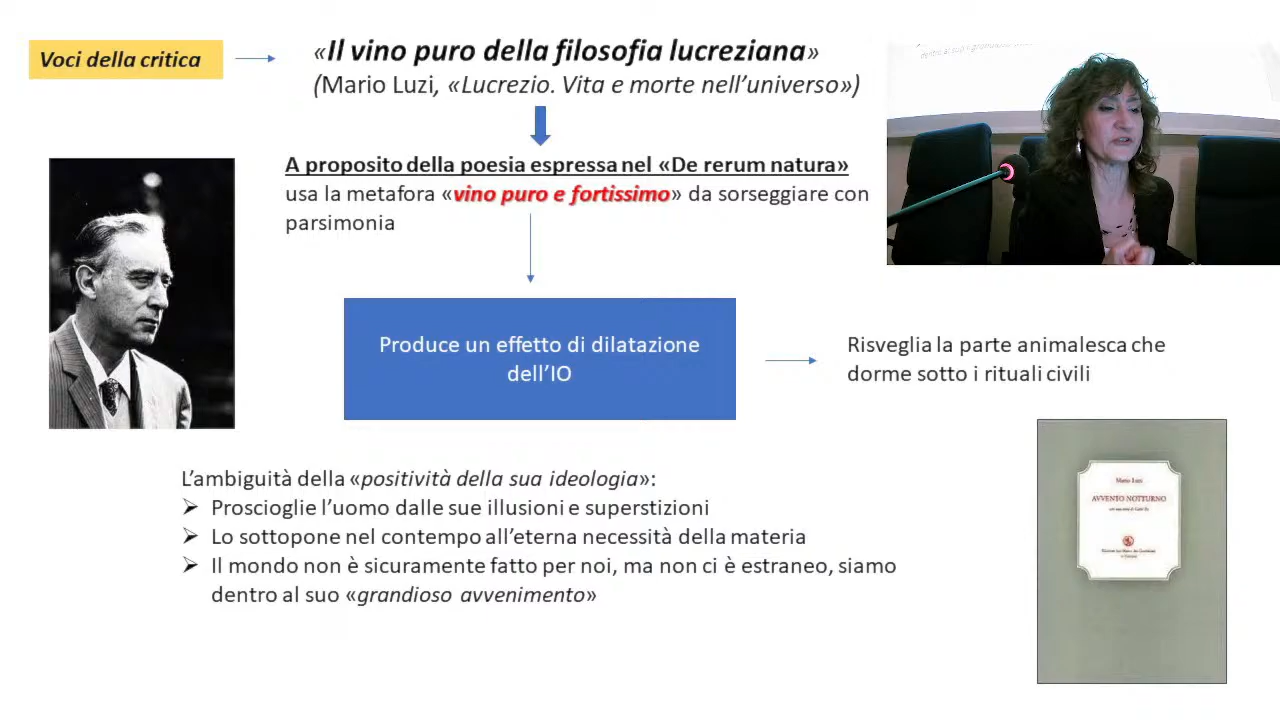 Voci della critica
«Il vino puro della filosofia lucreziana»
(Mario Luzi, «Lucrezio. Vita e morte nell'universo»)
A proposito della poesia espressa nel «De rerum natura»
usa la metafora «vino puro e fortissimo» da sorseggiare con
parsimonia
Produce un effetto di dilatazione
dell'IO
Risveglia la parte animalesca che
dorme sotto i rituali civili
L'ambiguità della «positività della sua ideologia»:
Proscioglie l'uomo dalle sue illusioni e superstizioni
Lo sottopone nel contempo all'eterna necessità della materia
Il mondo non è sicuramente fatto per noi, ma non ci è estraneo, siamo
dentro al suo «grandioso avvenimento»
Mario Luzi
AVVENTO NOTTURNO